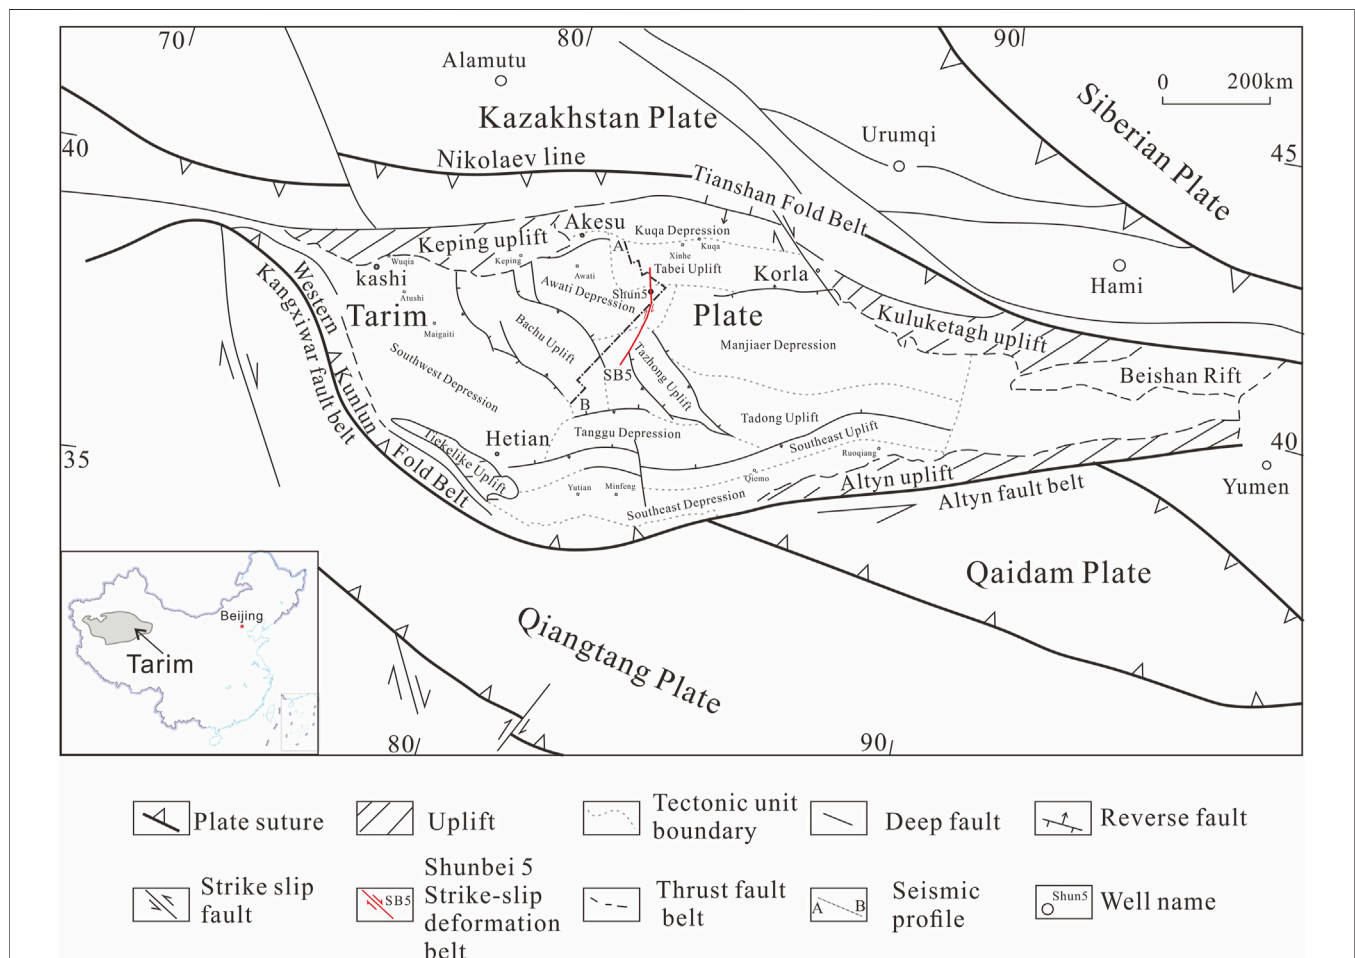 70
80
90
Alamutu
0 200km
Kazakhstan Plate
Siberian Plate
Urumqi
40
45
Nikolaev line
Tianshan Fold Belt
Akesu
Keping uplift
Kuqa Depression
A
Kuqa
Xinhe
Wuqia
Keping
kashi
Awati
Tabei Uplift
Korla
Hami
Awati Depression
Shun5
Atushi
Western Kunlun Fold Belt
Kangxiwar fault belt
Tarim
Plate
Kuluketagh uplift
Maigaiti
Bachu Uplift
Manjiaer Depression
Southwest Depression
Tazhong Uplift
SB5
Beishan Rift
B
Tadong Uplift
Tanggu Depression
Southeast Uplift
Hetian
Tiekelike Uplift
35
40
Ruoqiang
Qiemo
Altyn uplift
Yutian
Minfeng
Yumen
Southeast Depression
Altyn fault belt
Qaidam Plate
Qiangtang Plate
Beijing
Tarim
80
90
Plate suture
Uplift
Tectonic unit
boundary
Deep fault
Reverse fault
Strike slip
fault
SB5
Shunbei 5
Strike-slip
deformation
belt
Thrust fault
belt
A B
Seismic
profile
Shun5
Well name